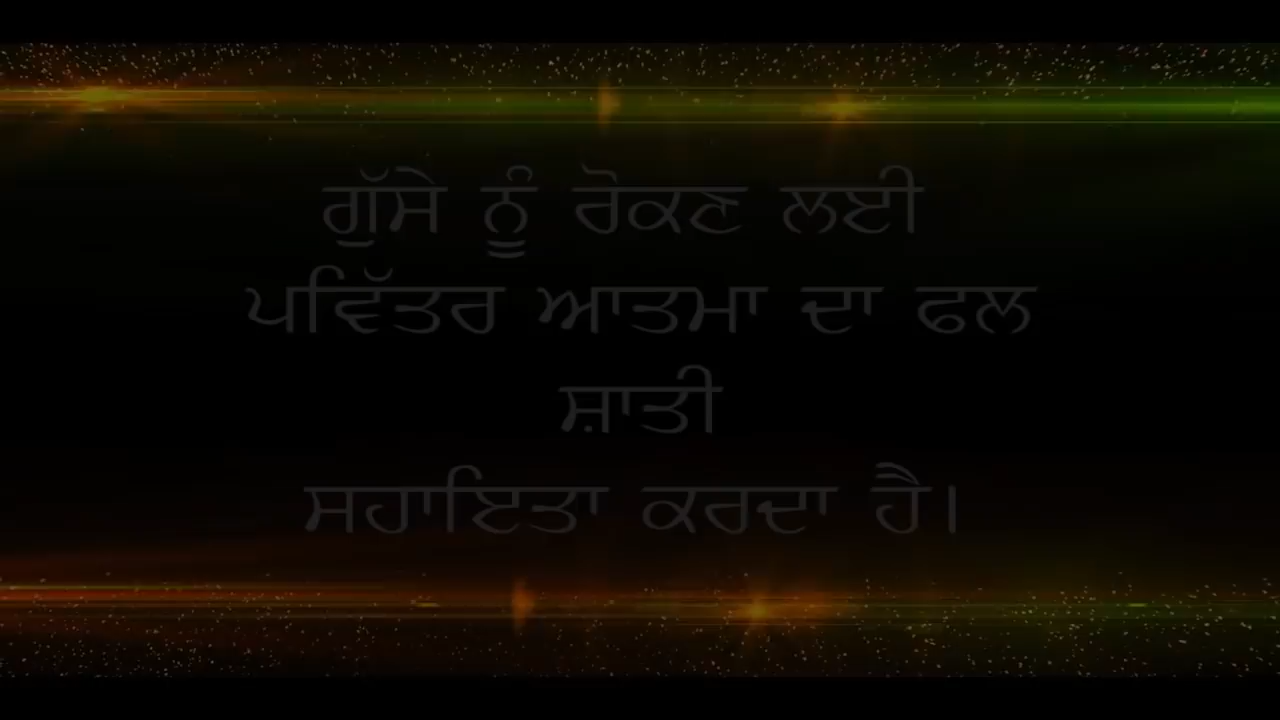 ਗੁੱਸੇ ਨੂੰ ਰੋਕਣ ਲਈ
ਪਵਿੱਤਰ ਆਤਮਾ ਦਾ ਫਲ
ਸ਼ਾਤੀ
ਸਹਾਇਤਾ ਕਰਦਾ ਹੈ।